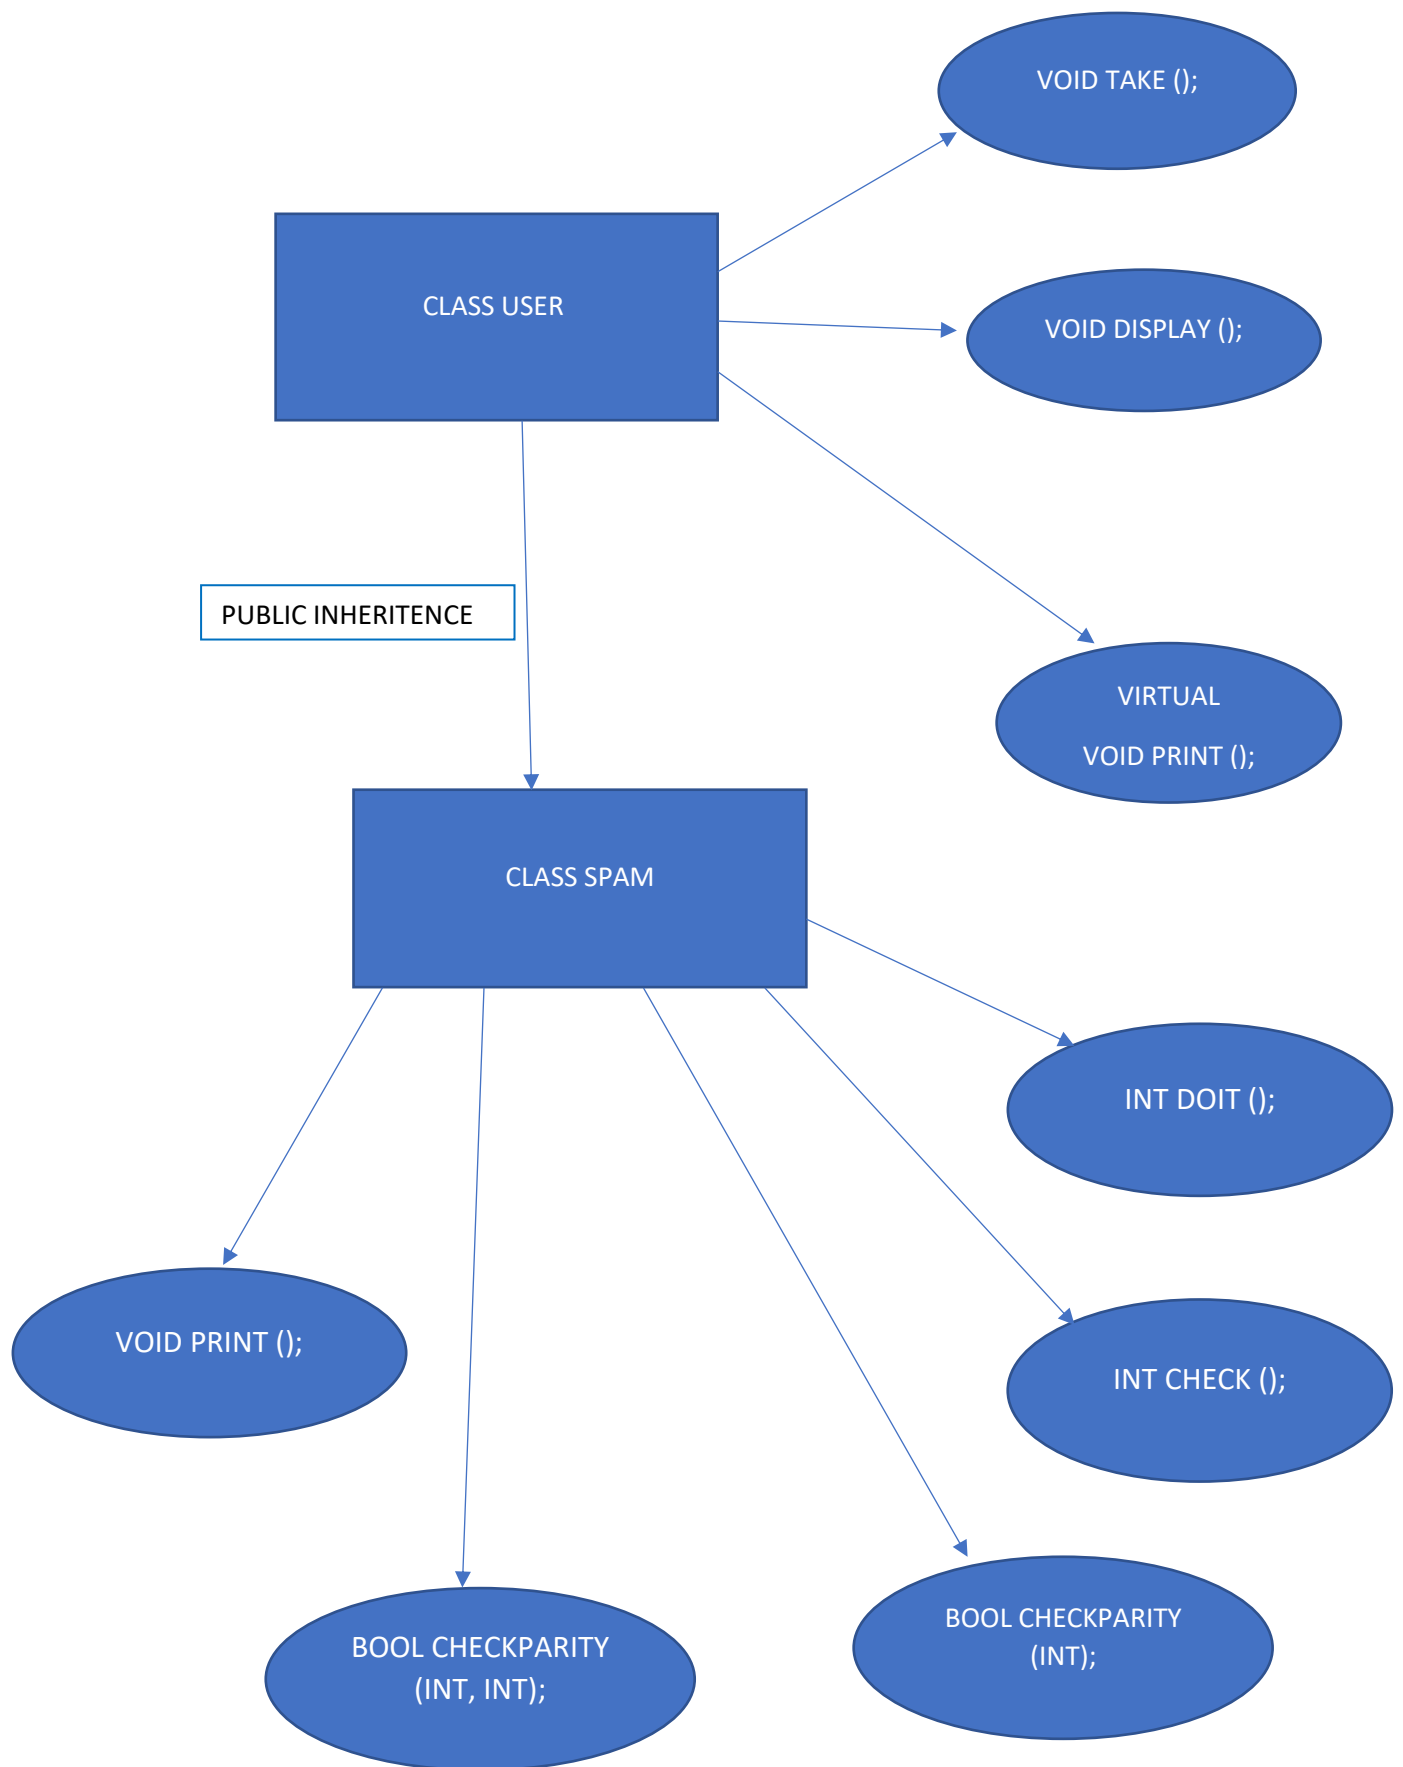 VOID TAKE ();
CLASS USER
VOID DISPLAY ();
PUBLIC INHERITENCE
VIRTUAL
VOID PRINT ();
CLASS SPAM
INT DOIT ();
VOID PRINT ();
INT CHECK ();
BOOL CHECKPARITY
(INT, INT);
BOOL CHECKPARITY
(INT);